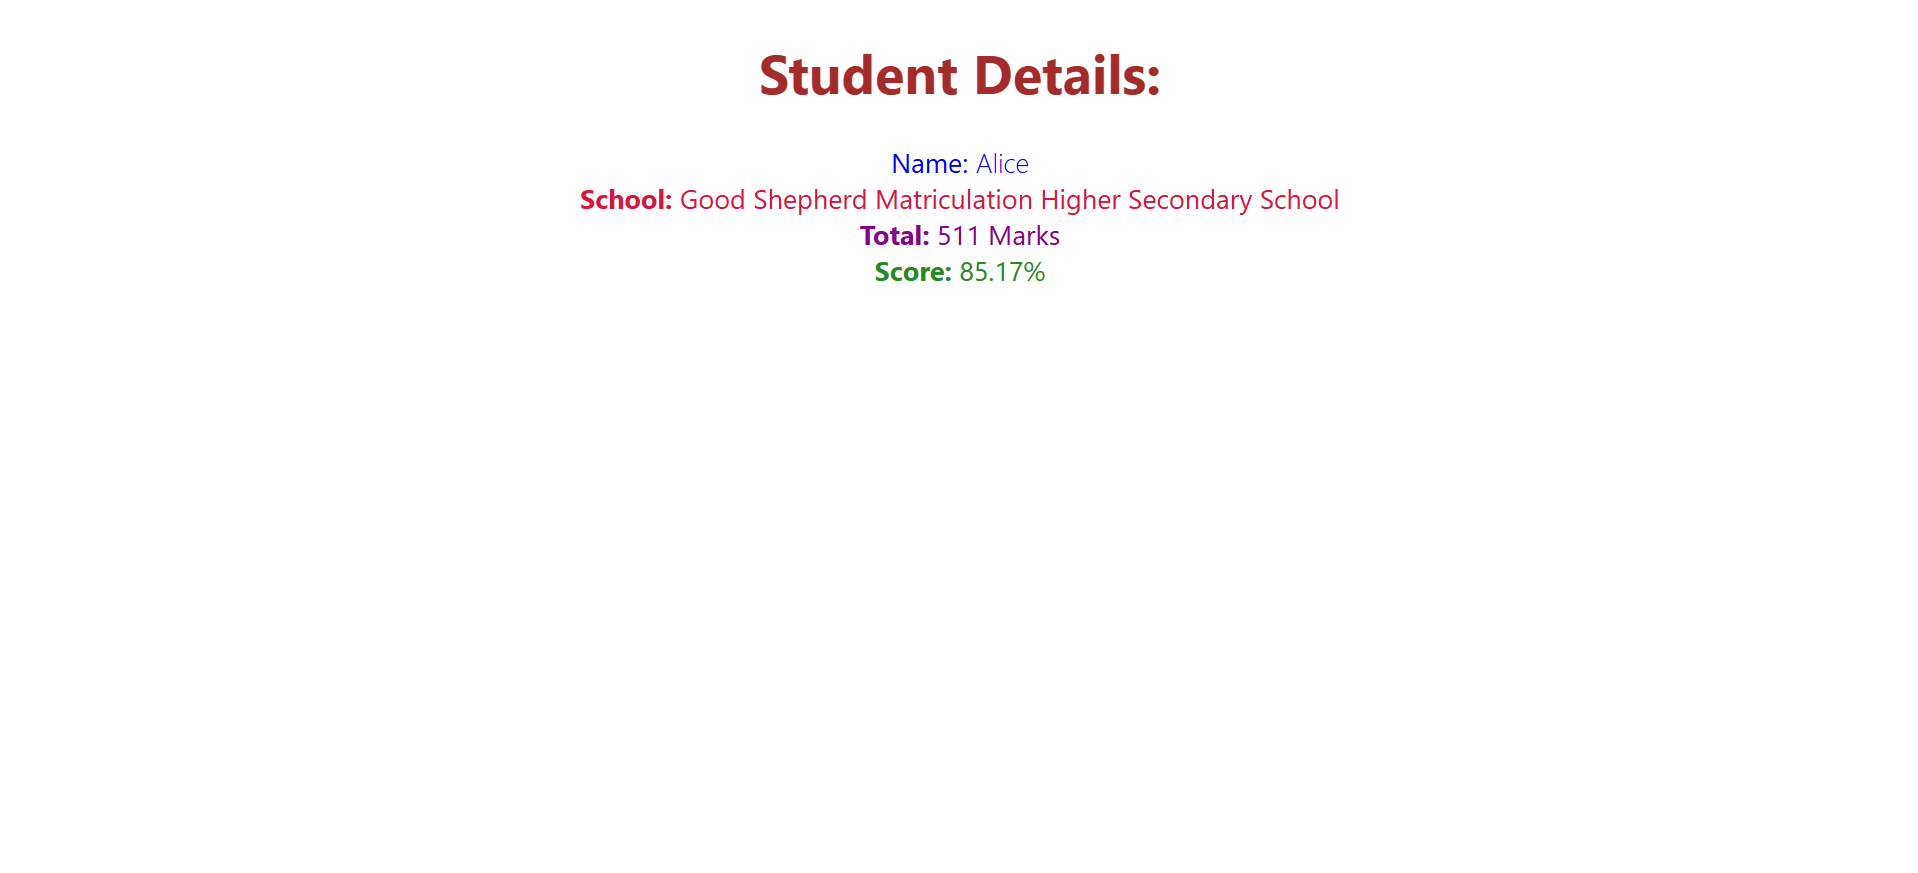 Student Details:
Name: Alice
School: Good Shepherd Matriculation Higher Secondary School
Total: 511 Marks
Score: 85.17%